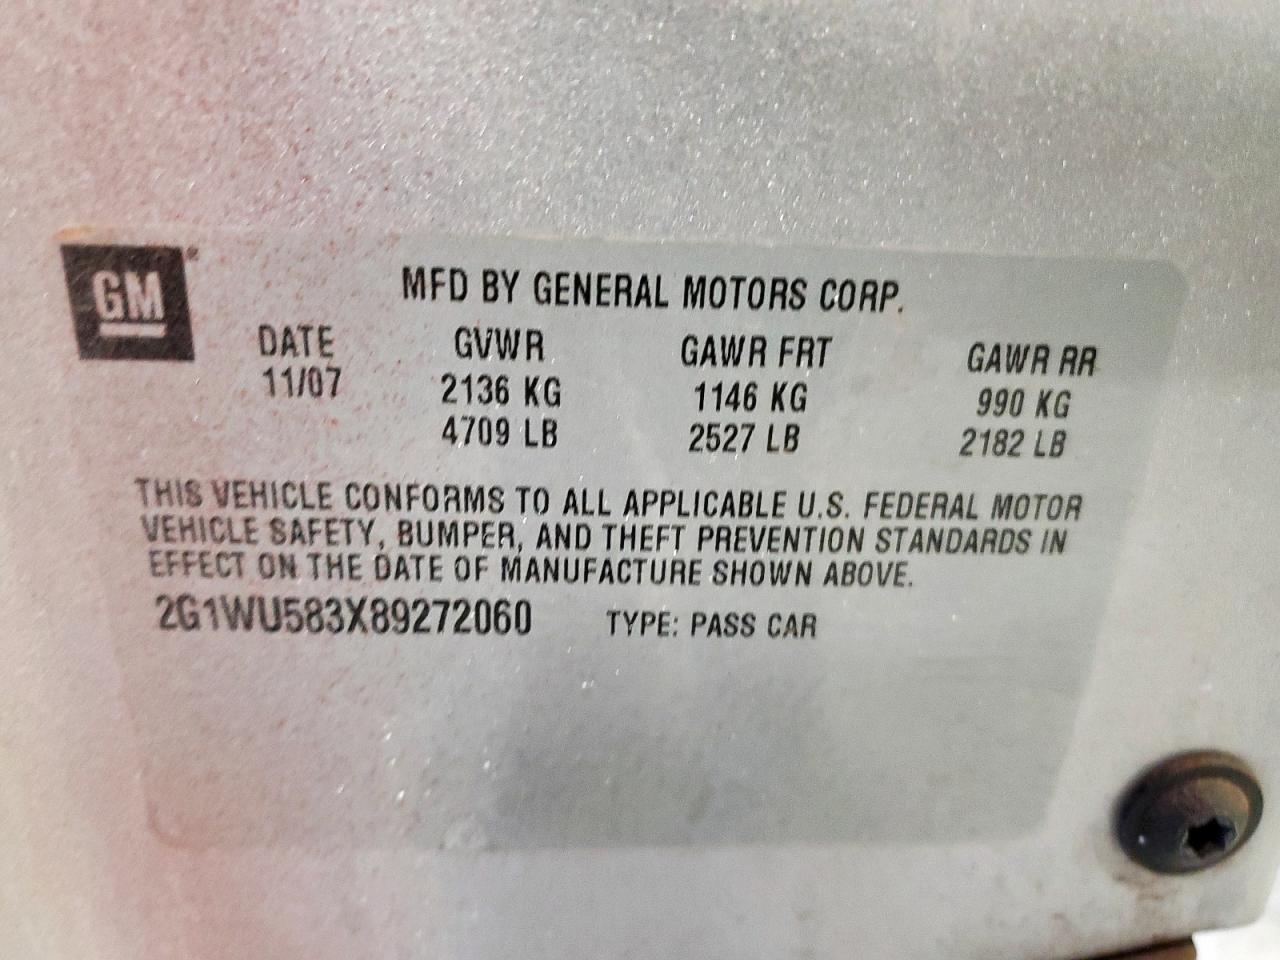 GM®
MFD BY GENERAL MOTORS CORP.
DATE GVWR GAWR FRT GAWR RR
11/07 2136 KG 1146 KG 990 KG
4709 LB 2527 LB 2182 LB
THIS VEHICLE CONFORMS TO ALL APPLICABLE U.S. FEDERAL MOTOR
VEHICLE SAFETY, BUMPER, AND THEFT PREVENTION STANDARDS IN
EFFECT ON THE DATE OF MANUFACTURE SHOWN ABOVE.
2G1WU583X89272060 TYPE: PASS CAR